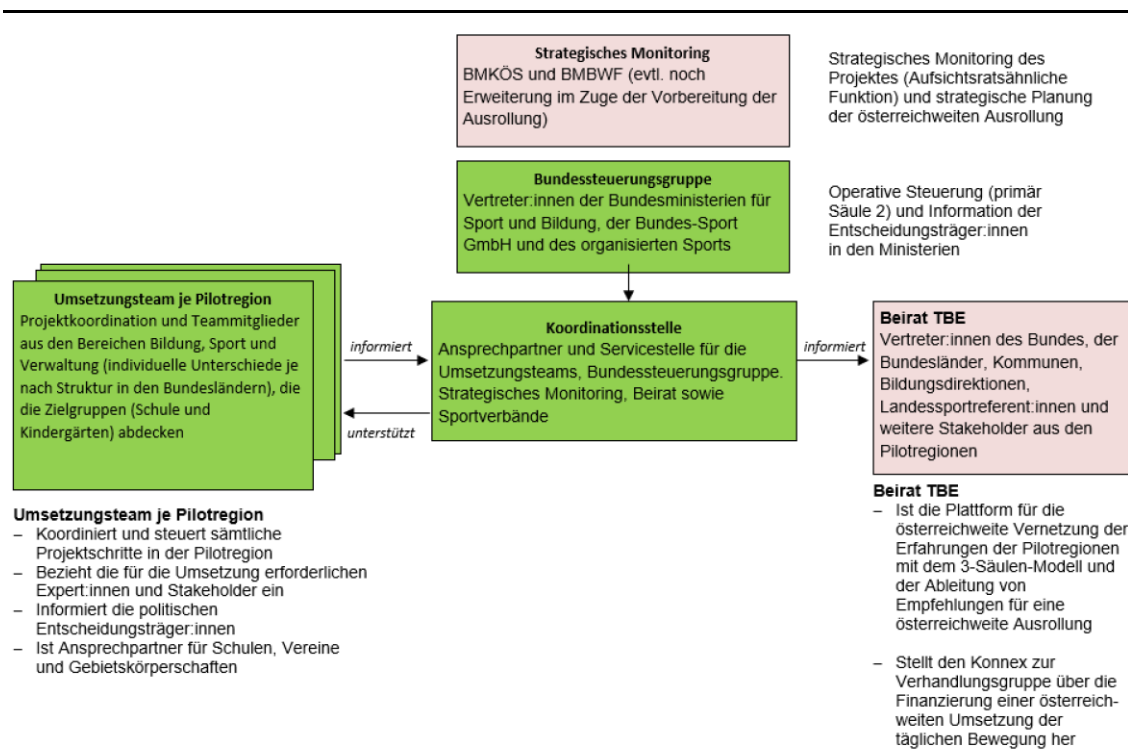 Strategisches Monitoring
BMKÖS und BMBWF (evtl. noch
Erweiterung im Zuge der Vorbereitung der
Ausrollung)
Strategisches Monitoring des
Projektes (Aufsichtsratsähnliche
Funktion) und strategische Planung
der österreichweiten Ausrollung
Bundessteuerungsgruppe
Vertreter:innen der Bundesministerien für
Sport und Bildung, der Bundes-Sport
GmbH und des organisierten Sports
Operative Steuerung (primär
Säule 2) und Information der
Entscheidungsträger:innen
in den Ministerien
Umsetzungsteam je Pilotregion
Projektkoordination und Teammitglieder
aus den Bereichen Bildung, Sport und
Verwaltung (individuelle Unterschiede je
nach Struktur in den Bundesländern), die
die Zielgruppen (Schule und
Kindergärten) abdecken
informiert
unterstützt
Koordinationsstelle
Ansprechpartner und Servicestelle für die
Umsetzungsteams, Bundessteuerungsgruppe.
Strategisches Monitoring, Beirat sowie
Sportverbände
informiert
Beirat TBE
Vertreter:innen des Bundes, der
Bundesländer, Kommunen,
Bildungsdirektionen,
Landessportreferent:innen und
weitere Stakeholder aus den
Pilotregionen
Umsetzungsteam je Pilotregion
– Koordiniert und steuert sämtliche
Projektschritte in der Pilotregion
– Bezieht die für die Umsetzung erforderlichen
Expert:innen und Stakeholder ein
– Informiert die politischen
Entscheidungsträger:innen
– Ist Ansprechpartner für Schulen, Vereine
und Gebietskörperschaften
Beirat TBE
– Ist die Plattform für die
österreichweite Vernetzung der
Erfahrungen der Pilotregionen
mit dem 3-Säulen-Modell und
der Ableitung von
Empfehlungen für eine
österreichweite Ausrollung
– Stellt den Konnex zur
Verhandlungsgruppe über die
Finanzierung einer österreich-
weiten Umsetzung der
täglichen Bewegung her